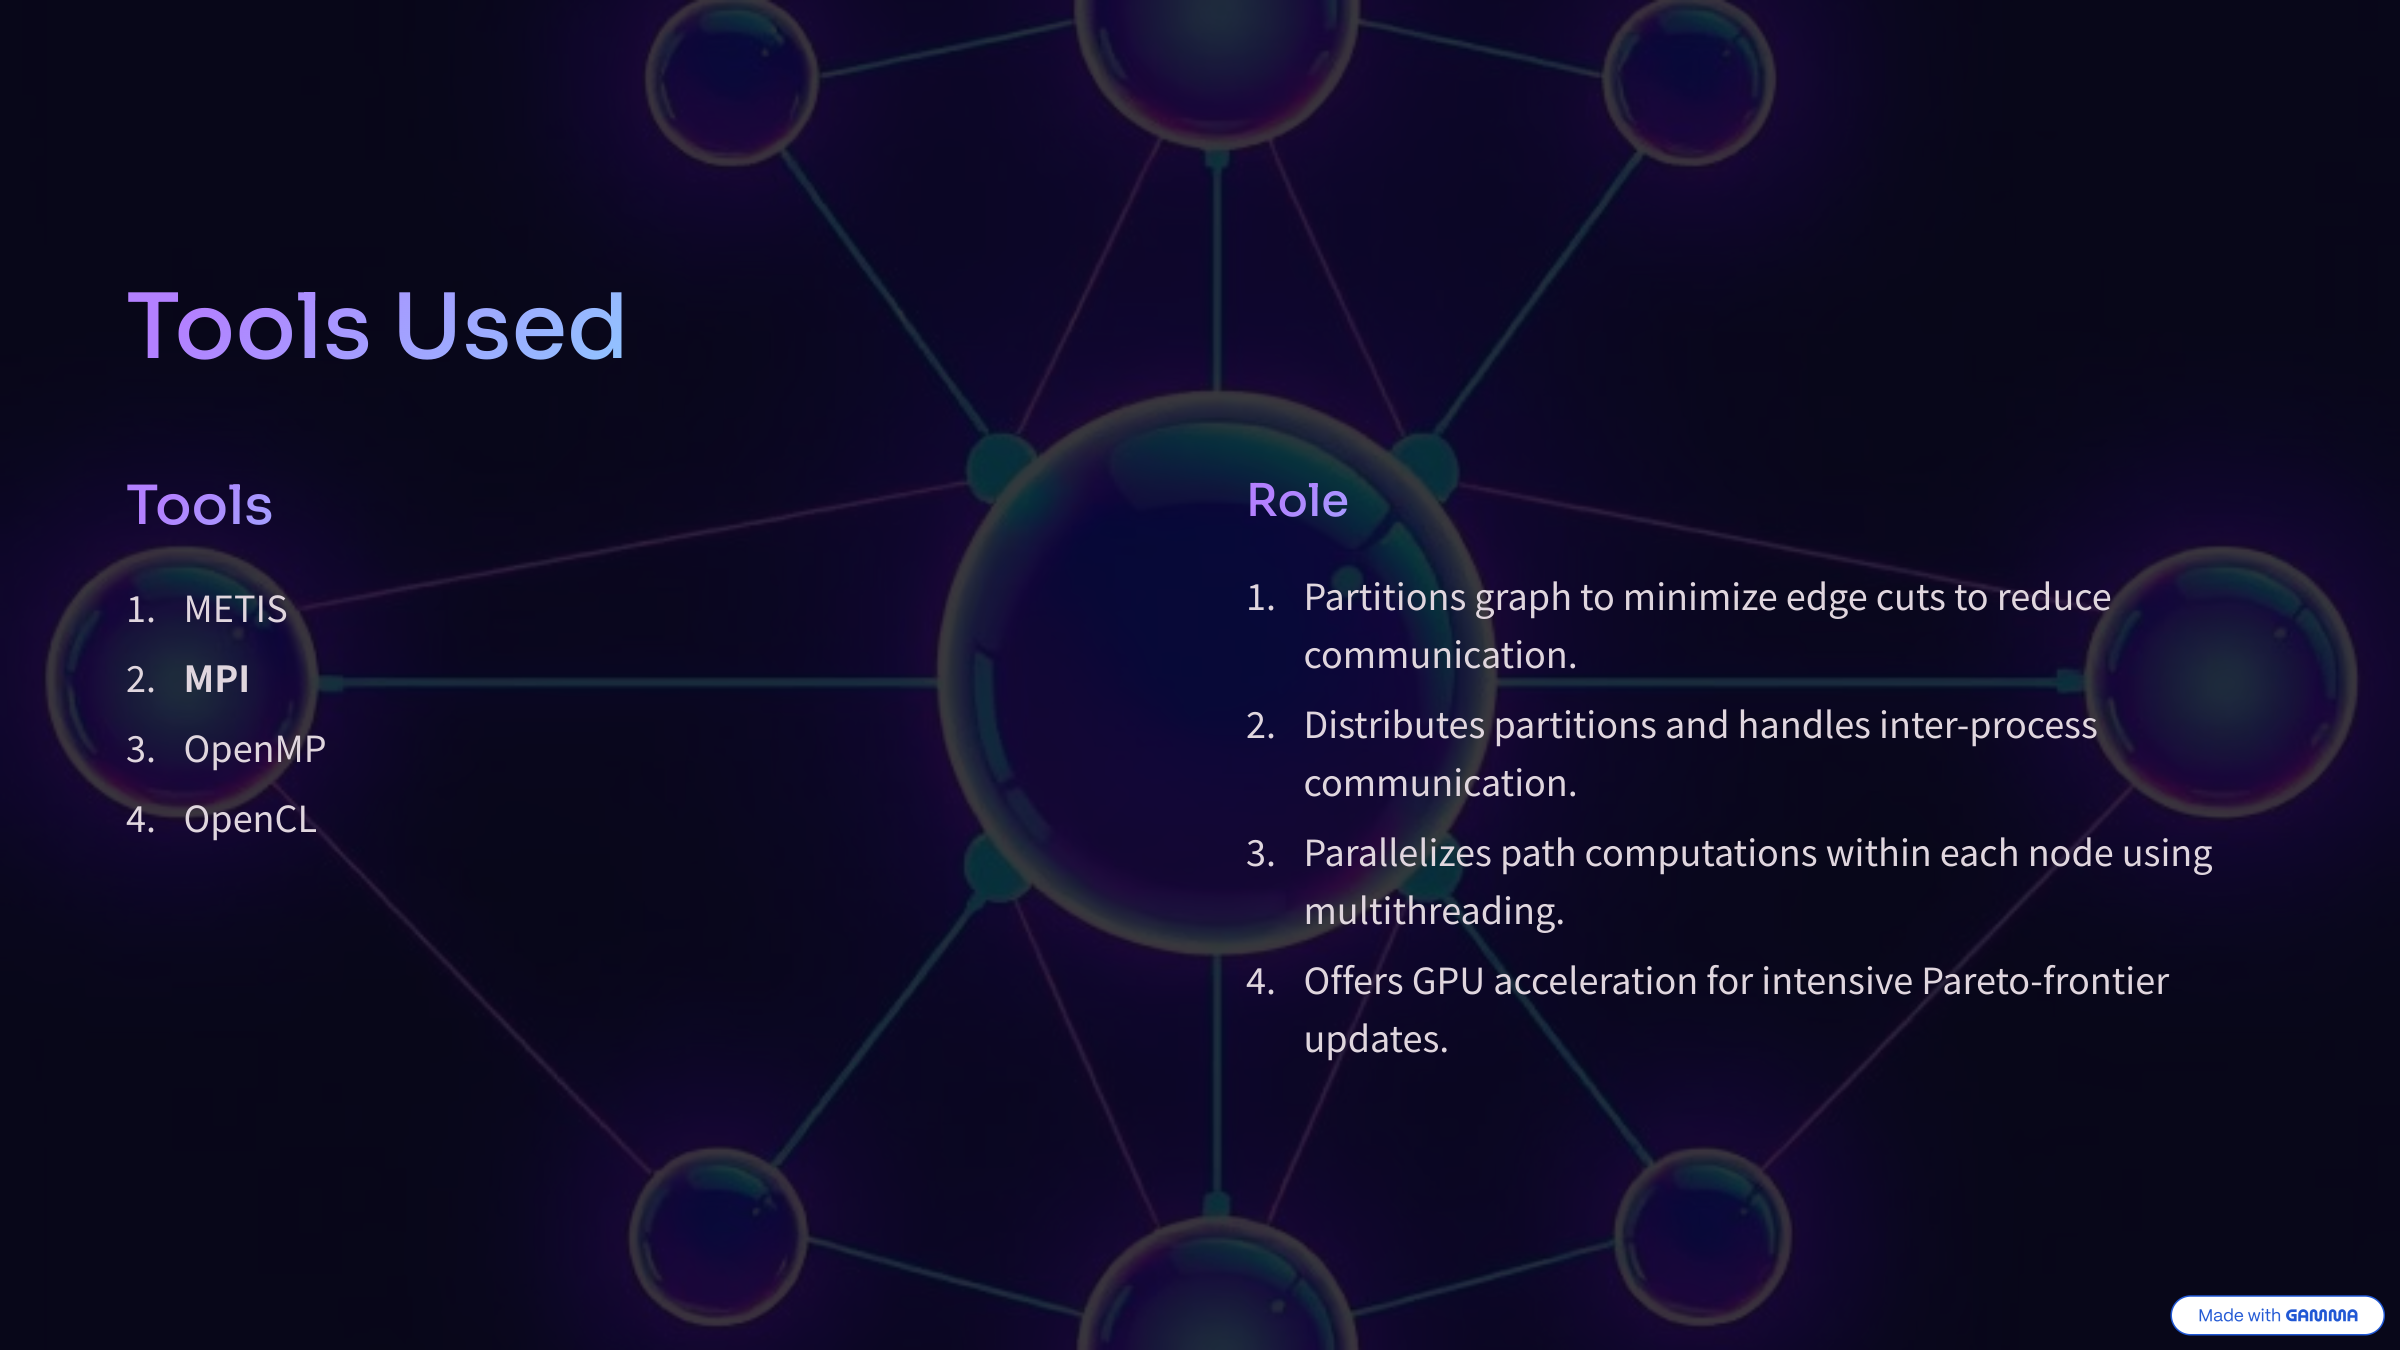 Tools Used
Tools
1. METIS
2. MPI
3. OpenMP
4. OpenCL
Role
1. Partitions graph to minimize edge cuts to reduce
communication.
2. Distributes partitions and handles inter-process
communication.
3. Parallelizes path computations within each node using
multithreading.
4. Offers GPU acceleration for intensive Pareto-frontier
updates.
Made with GAMMA